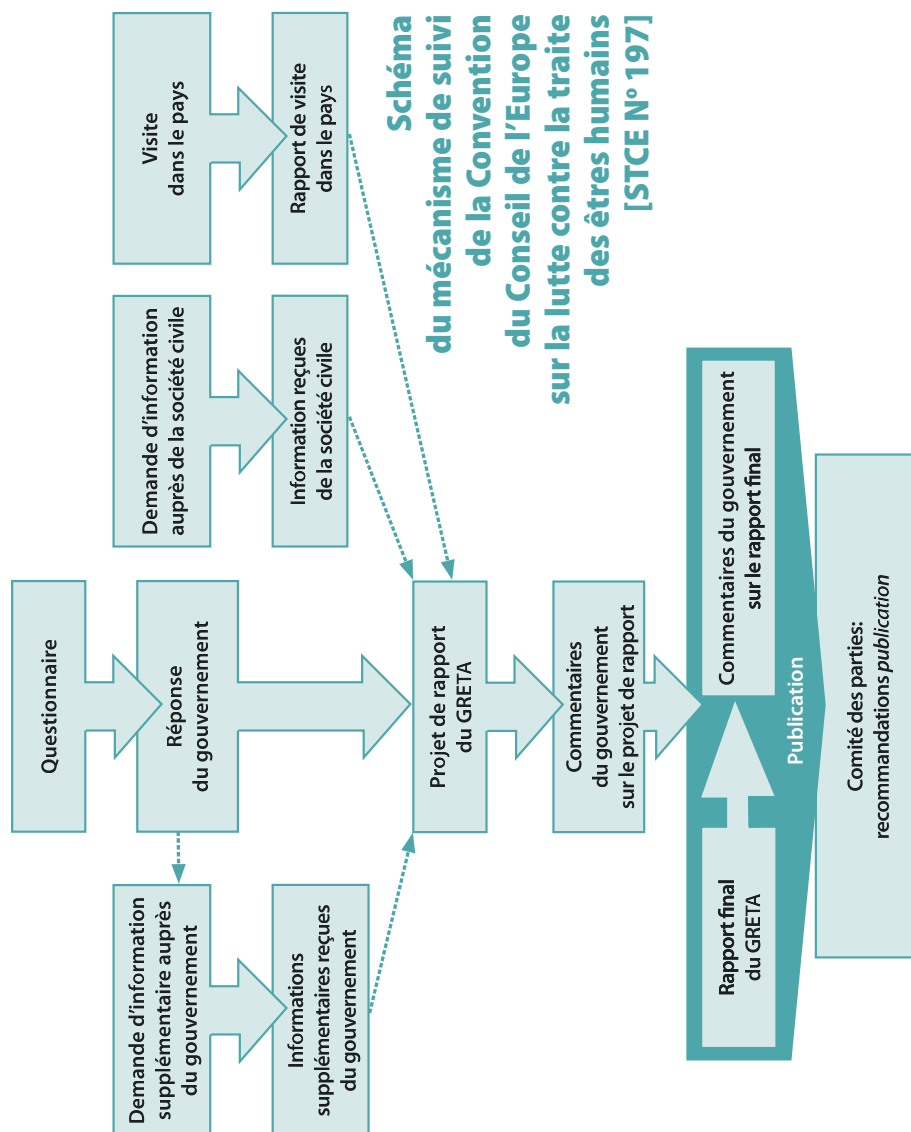 Schéma
du mécanisme de suivi
de la Convention
du Conseil de l’Europe
sur la lutte contre la traite
des êtres humains
[STCE Nº 197]
Questionnaire
Réponse
du gouvernement
Demande d’information
supplémentaire auprès
du gouvernement
Informations
supplémentaires reçues
du gouvernement
Demande d’information
auprès de la société civile
Information reçues
de la société civile
Visite
dans le pays
Rapport de visite
dans le pays
Projet de rapport
du GRETA
Commentaires
du gouvernement
sur le projet de rapport
Rapport final
du GRETA
Commentaires du gouvernement
sur le rapport final
Publication
Comité des parties:
recommandations publication